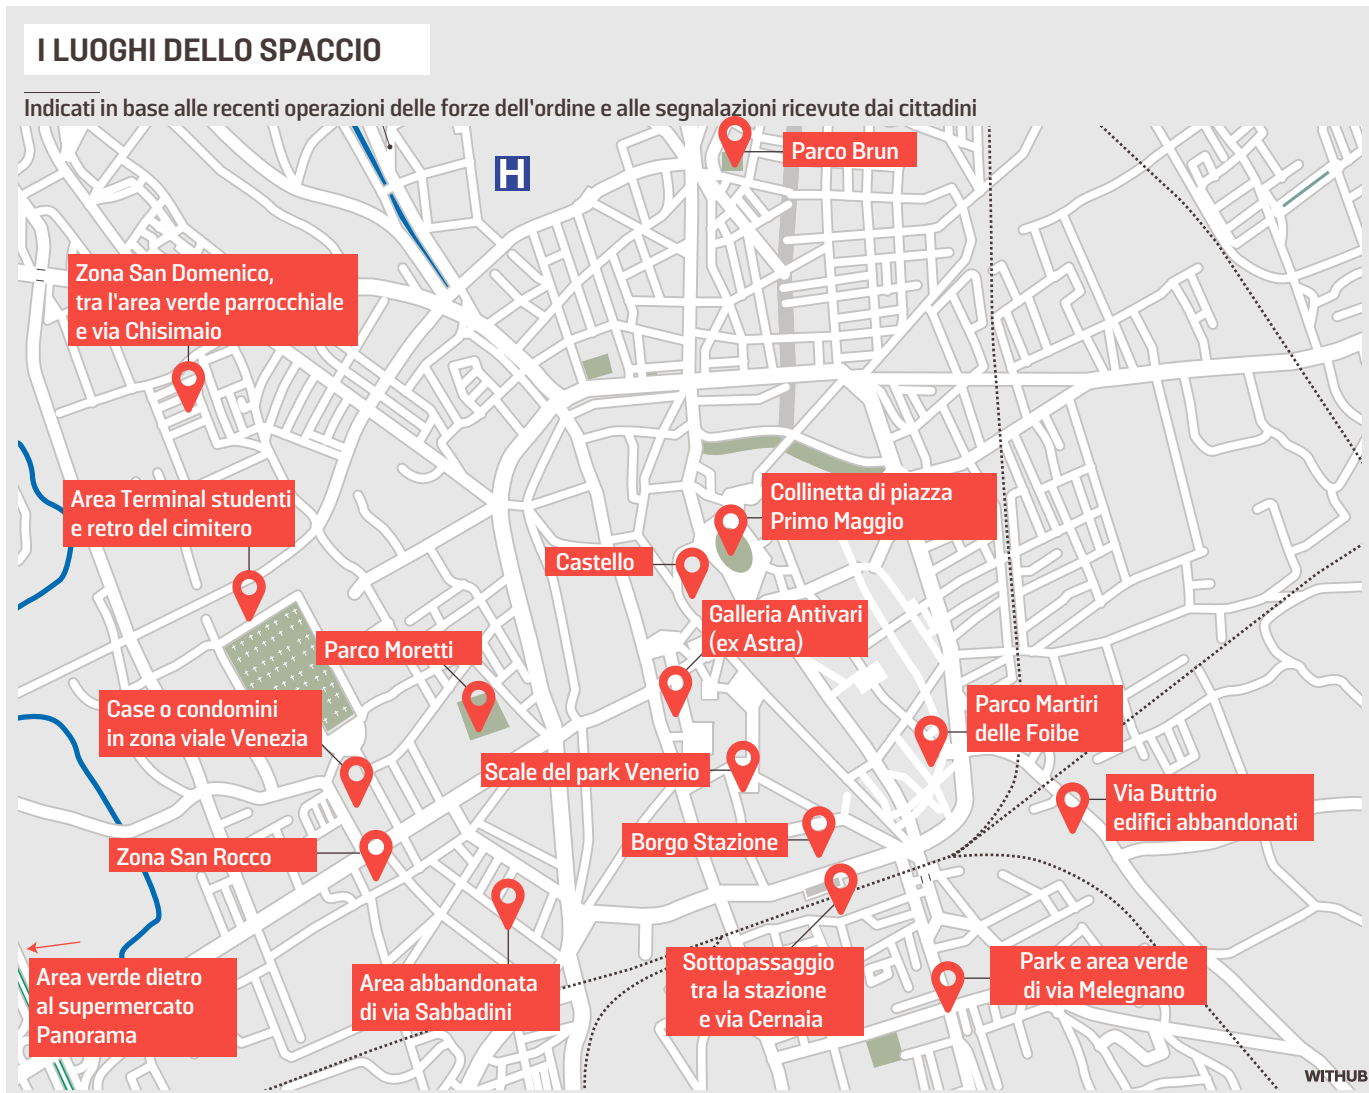 I LUOGHI DELLO SPACCIO
Indicati in base alle recenti operazioni delle forze dell'ordine e alle segnalazioni ricevute dai cittadini
Parco Brun
H
Zona San Domenico,
tra l'area verde parrocchiale
e via Chisimaio
Area Terminal studenti
e retro del cimitero
Collinetta di piazza
Primo Maggio
Castello
Galleria Antivari
(ex Astra)
Parco Moretti
Case o condomini
in zona viale Venezia
Parco Martiri
delle Foibe
Scale del park Venerio
Via Buttrio
edifici abbandonati
Borgo Stazione
Zona San Rocco
Area verde dietro
al supermercato
Panorama
Area abbandonata
di via Sabbadini
Sottopassaggio
tra la stazione
e via Cernaia
Park e area verde
di via Melegnano
WITHUB